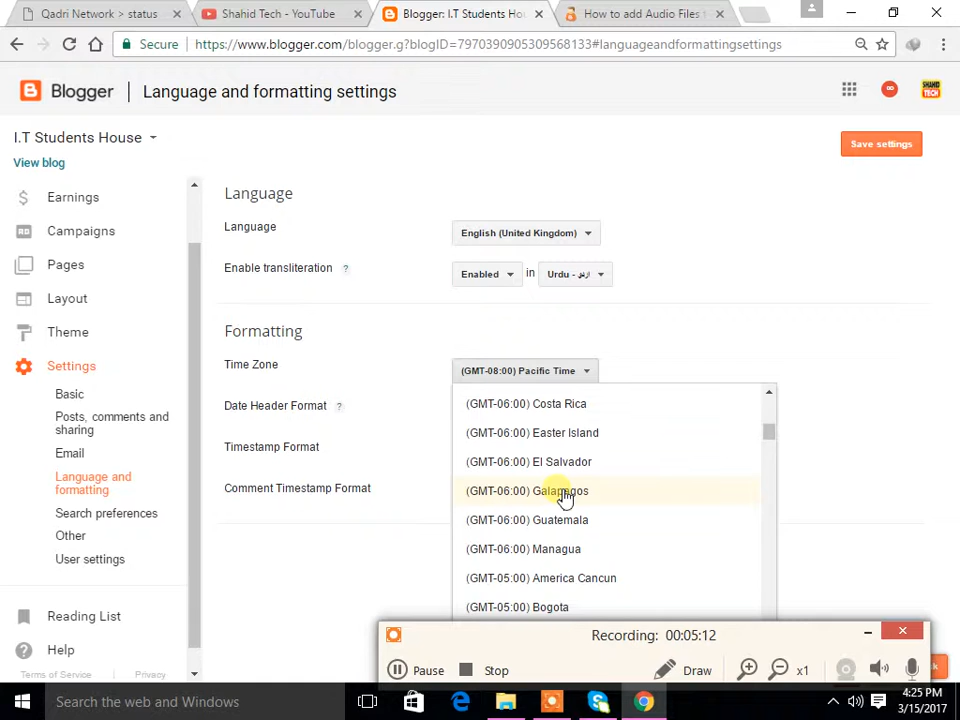 Qadri Network > status
Shahid Tech - YouTube
Blogger: I.T Students Hou
How to add Audio Files t
Secure
https://www.blogger.com/blogger.g?blogID=7970390905309568133#languageandformattingsettings
Blogger
Language and formatting settings
SHAHID TECH
I.T Students House
Save settings
View blog
Earnings
Campaigns
Pages
Layout
Theme
Settings
Basic
Posts, comments and
sharing
Email
Language and
formatting
Search preferences
Other
User settings
Reading List
Help
Terms of Service
Privacy
Language
Language
English (United Kingdom)
Enable transliteration ?
Enabled in Urdu - اردو
Formatting
Time Zone
(GMT-08:00) Pacific Time
Date Header Format ?
Timestamp Format
Comment Timestamp Format
(GMT-06:00) Costa Rica
(GMT-06:00) Easter Island
(GMT-06:00) El Salvador
(GMT-06:00) Galapagos
(GMT-06:00) Guatemala
(GMT-06:00) Managua
(GMT-05:00) America Cancun
(GMT-05:00) Bogota
Recording: 00:05:12
Pause
Stop
Draw
x1
Search the web and Windows
4:25 PM
3/15/2017